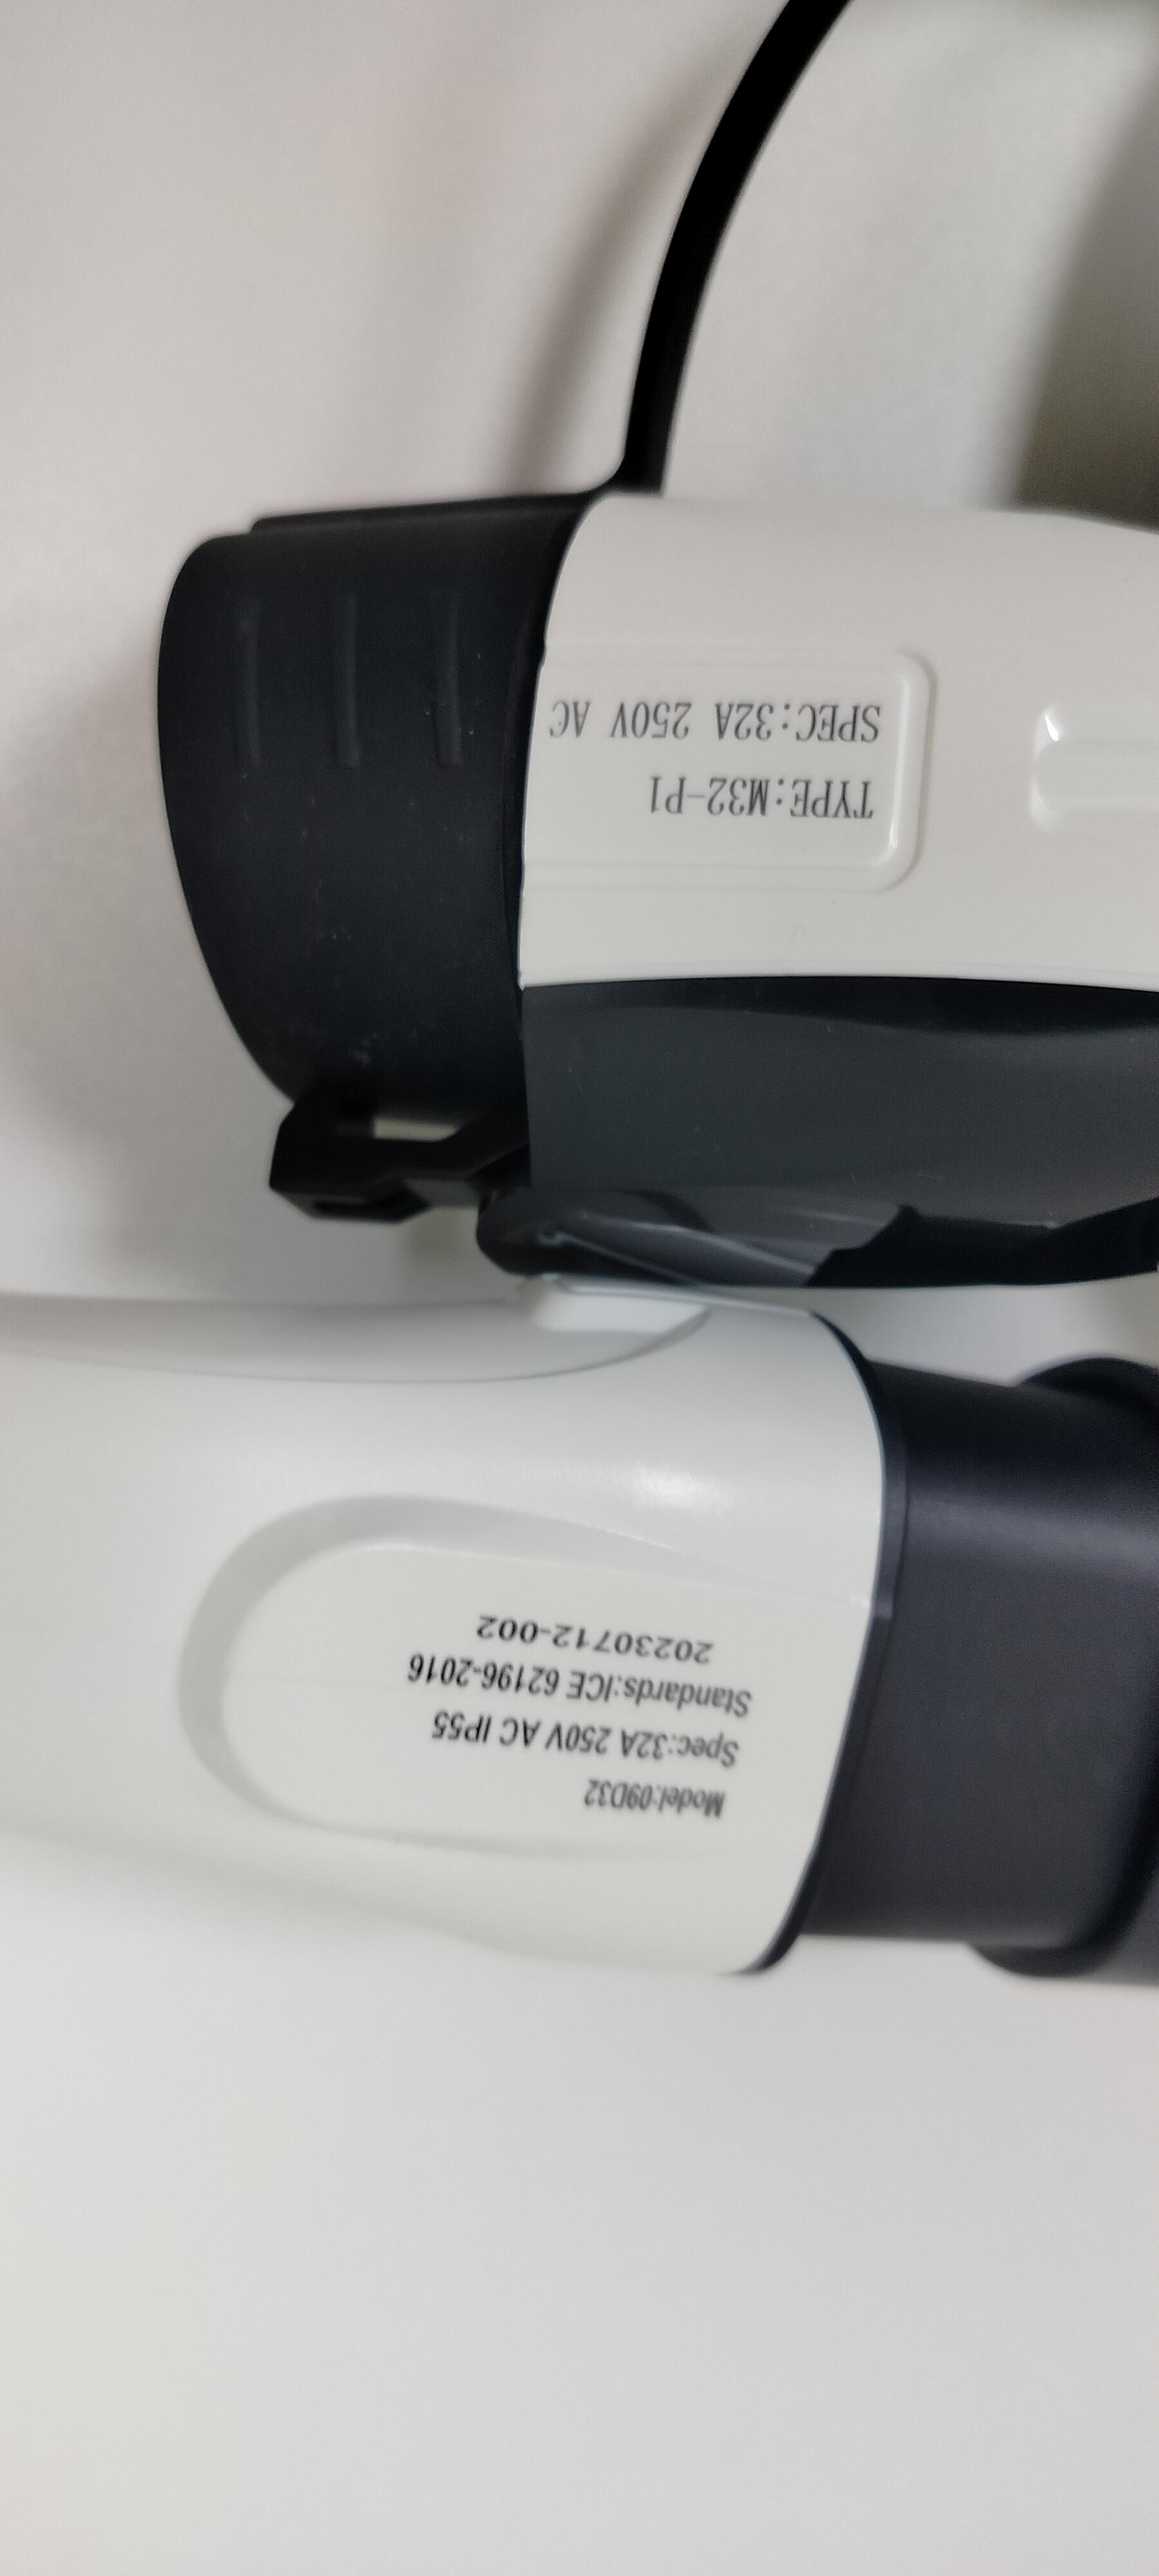 TYPE:M32-P1
SPEC:32A 250V AC
Model:09D32
Spec:32A 250V AC IP55
Standards:ICE 62196-2016
20230712-002